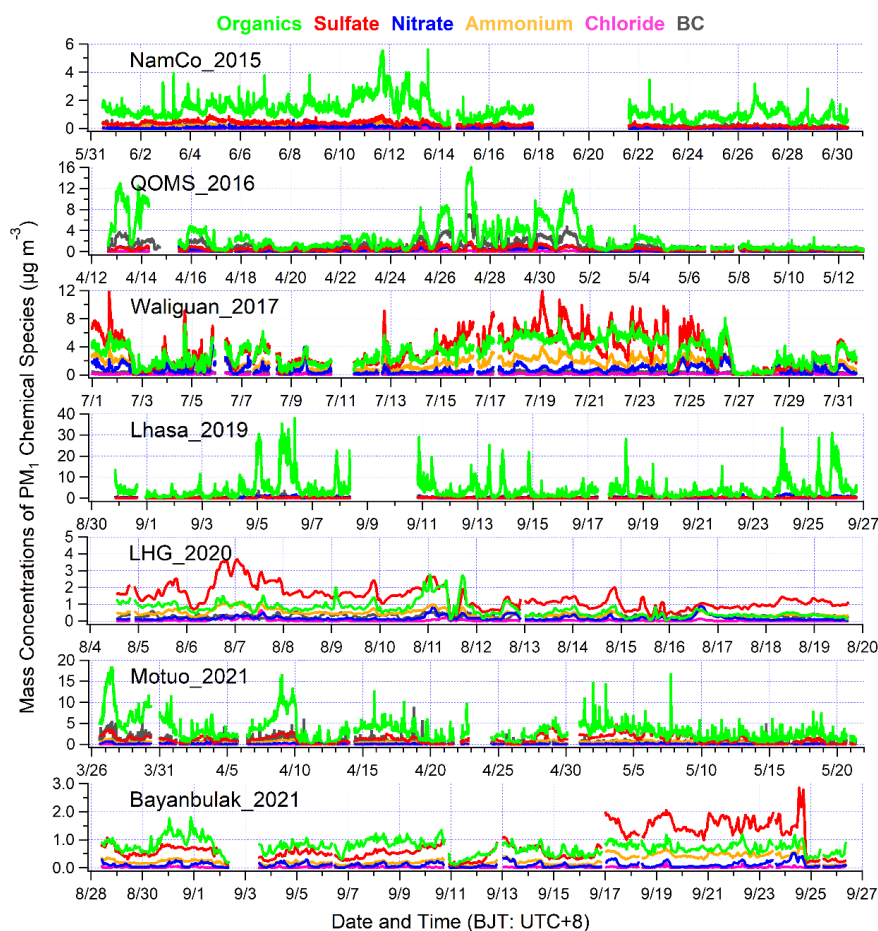 Organics Sulfate Nitrate Ammonium Chloride BC
Mass Concentrations of PM₁ Chemical Species (µg m⁻³)
NamCo_2015
6
4
2
0
5/31 6/2 6/4 6/6 6/8 6/10 6/12 6/14 6/16 6/18 6/20 6/22 6/24 6/26 6/28 6/30
QOMS_2016
16
12
8
4
0
4/12 4/14 4/16 4/18 4/20 4/22 4/24 4/26 4/28 4/30 5/2 5/4 5/6 5/8 5/10 5/12
Waliguan_2017
12
8
4
0
7/1 7/3 7/5 7/7 7/9 7/11 7/13 7/15 7/17 7/19 7/21 7/23 7/25 7/27 7/29 7/31
Lhasa_2019
40
30
20
10
0
8/30 9/1 9/3 9/5 9/7 9/9 9/11 9/13 9/15 9/17 9/19 9/21 9/23 9/25 9/27
LHG_2020
5
4
3
2
1
0
8/4 8/5 8/6 8/7 8/8 8/9 8/10 8/11 8/12 8/13 8/14 8/15 8/16 8/17 8/18 8/19 8/20
Motuo_2021
20
15
10
5
0
3/26 3/31 4/5 4/10 4/15 4/20 4/25 4/30 5/5 5/10 5/15 5/20
Bayanbulak_2021
3.0
2.0
1.0
0.0
8/28 8/30 9/1 9/3 9/5 9/7 9/9 9/11 9/13 9/15 9/17 9/19 9/21 9/23 9/25 9/27
Date and Time (BJT: UTC+8)